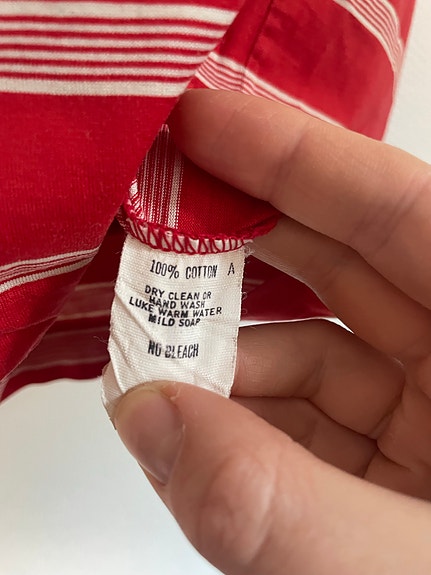 100% COTTON A
DRY CLEAN OR
HAND WASH
LUKE WARM WATER
MILD SOAP
NO BLEACH